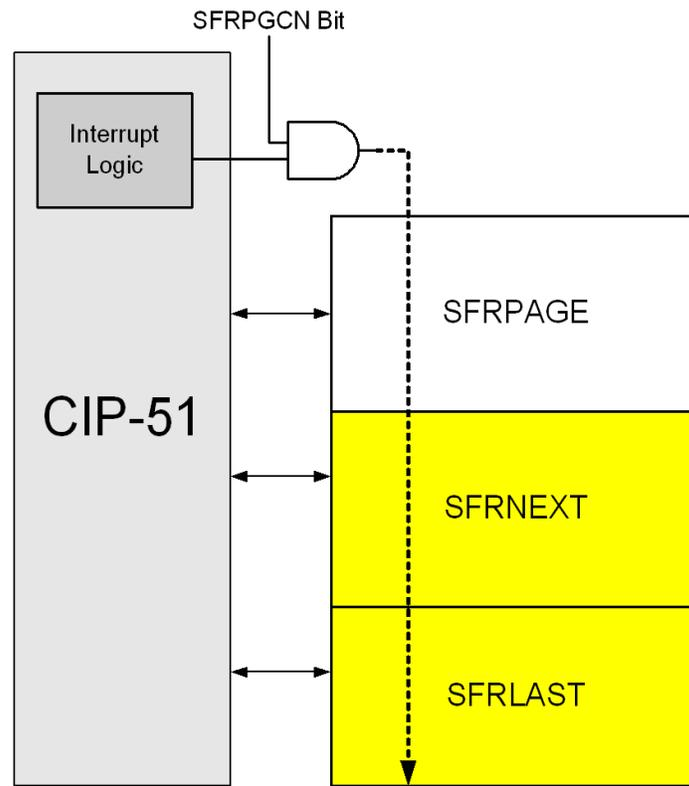 SFRPGCN Bit
Interrupt
Logic
CIP-51
SFRPAGE
SFRNEXT
SFRLAST